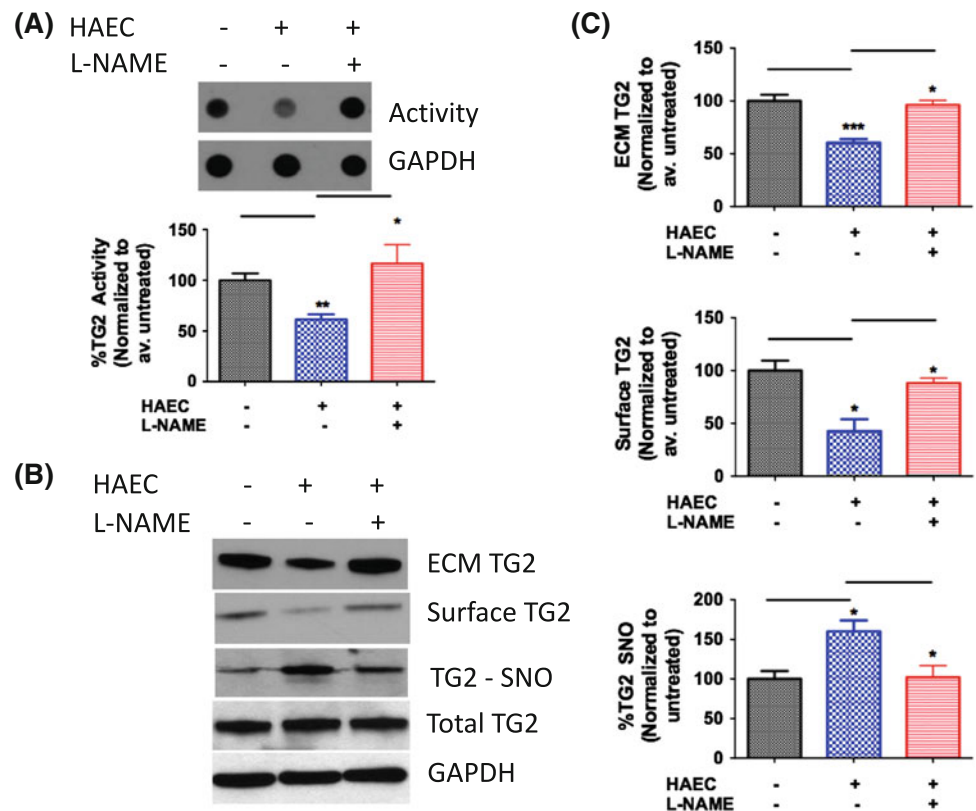 (A)
HAEC - + +
L-NAME - - +
Activity
GAPDH
%TG2 Activity
(Normalized to
av. untreated)
150
100
50
0
**
*
HAEC - + +
L-NAME - - +
(B)
HAEC - + +
L-NAME - - +
ECM TG2
Surface TG2
TG2 - SNO
Total TG2
GAPDH
(C)
ECM TG2
(Normalized to
av. untreated)
150
100
50
0
***
*
HAEC - + +
L-NAME - - +
Surface TG2
(Normalized to
av. untreated)
150
100
50
0
*
*
HAEC - + +
L-NAME - - +
%TG2 SNO
(Normalized to
untreated)
200
150
100
50
0
*
*
HAEC - + +
L-NAME - - +